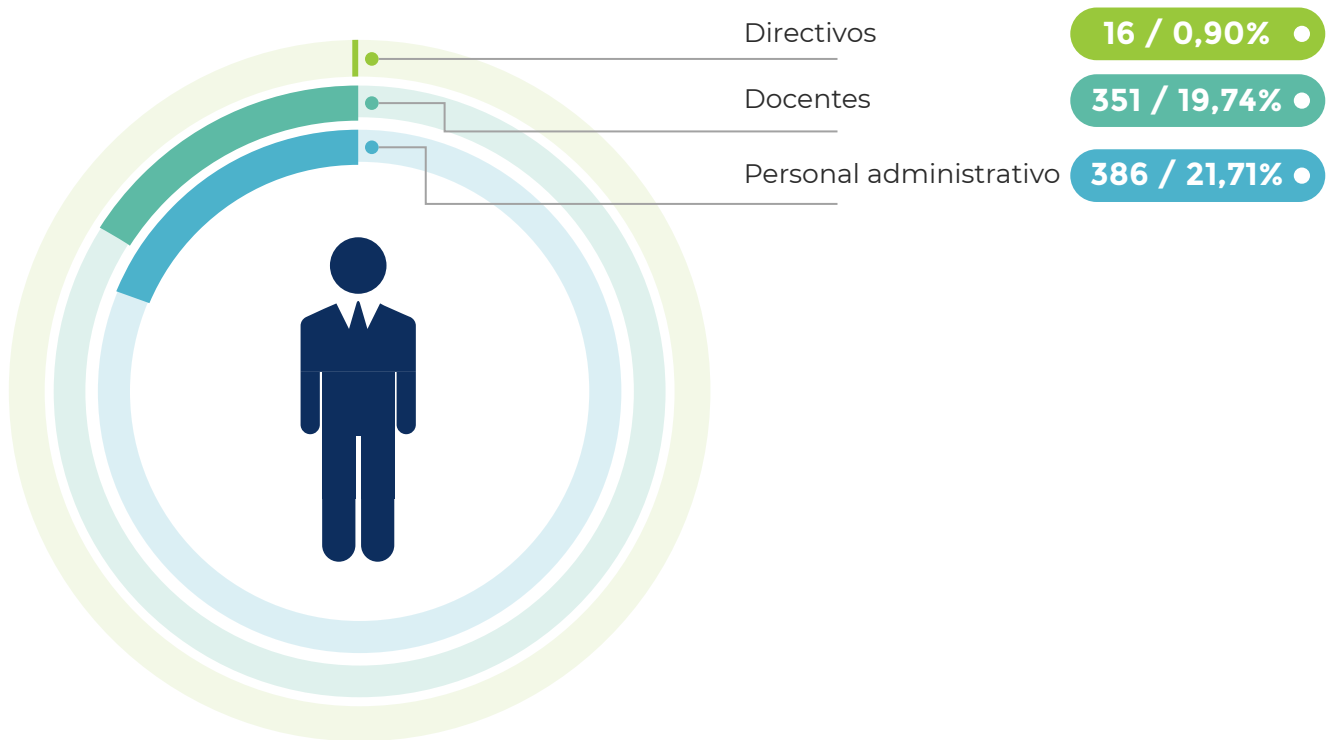 Directivos 16 / 0,90%
Docentes 351 / 19,74%
Personal administrativo 386 / 21,71%